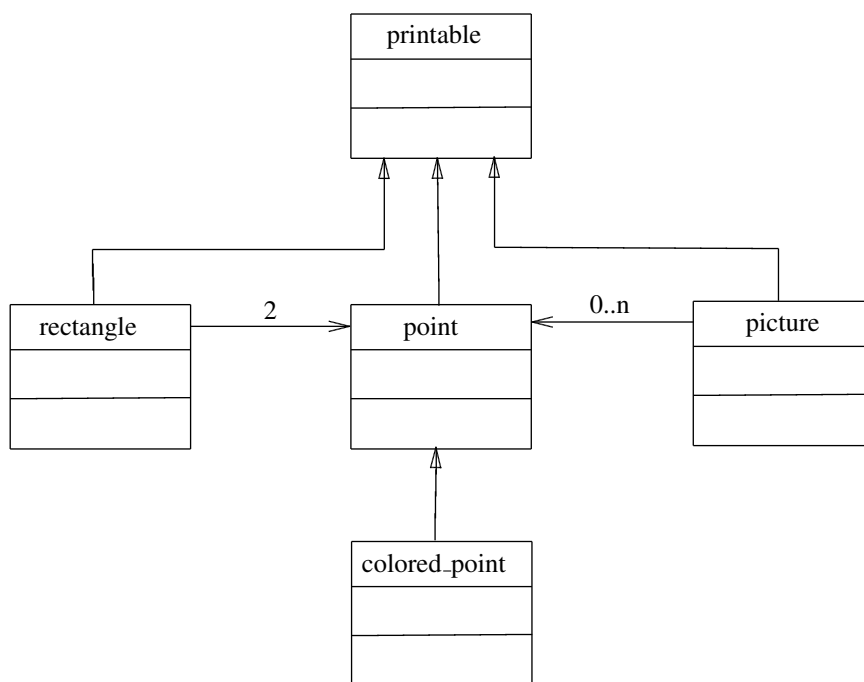 printable
rectangle
2
point
0..n
picture
colored_point